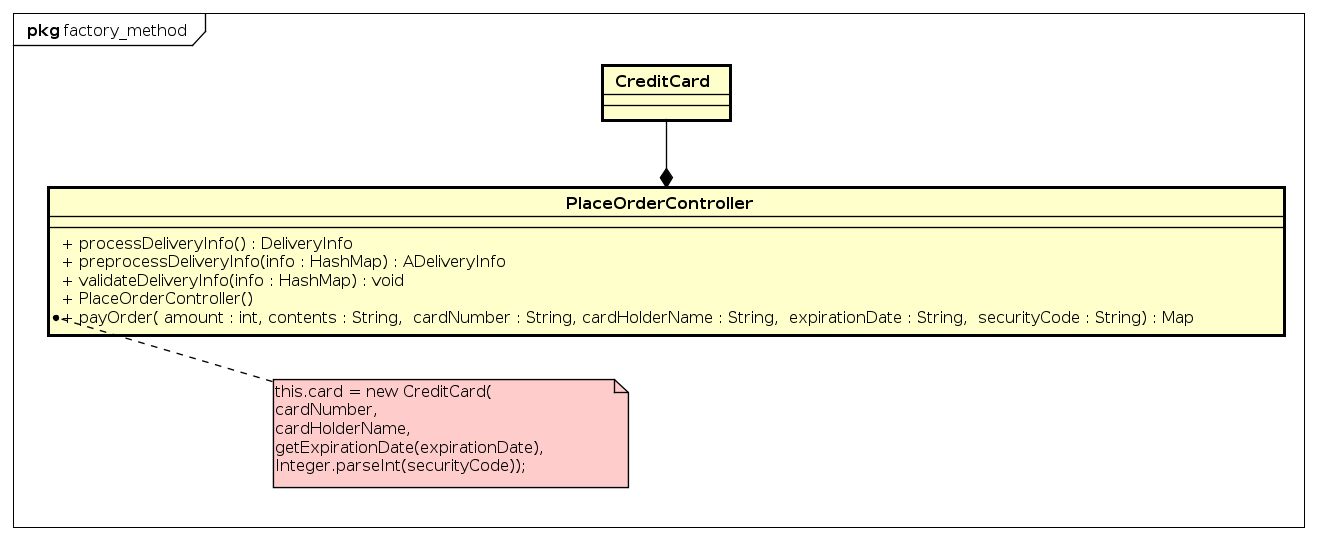 pkg factory_method
CreditCard
PlaceOrderController
+ processDeliveryInfo() : DeliveryInfo
+ preprocessDeliveryInfo(info : HashMap) : ADeliveryInfo
+ validateDeliveryInfo(info : HashMap) : void
+ PlaceOrderController()
+ payOrder( amount : int, contents : String,  cardNumber : String, cardHolderName : String,  expirationDate : String,  securityCode : String) : Map
this.card = new CreditCard(
cardNumber,
cardHolderName,
getExpirationDate(expirationDate),
Integer.parseInt(securityCode));